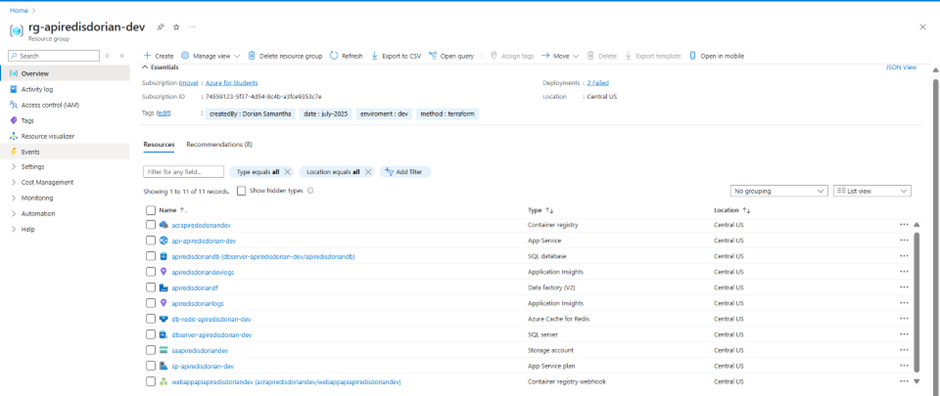 Home >
rg-apiredisdorian-dev
Resource group
Search
Overview
Activity log
Access control (IAM)
Tags
Resource visualizer
Events
Settings
Cost Management
Monitoring
Automation
Help
Create Manage view Delete resource group Refresh Export to CSV Open query Assign tags Move Delete Export template Open in mobile
Essentials JSON View
Subscription (move) : Azure for Students Deployments : 2 Failed
Subscription ID : Location : Central US
Tags (edit) : createdBy : Dorian Samantha date : july-2025 enviroment : dev method : terraform
Resources Recommendations (8)
Filter for any field... Type equals all Location equals all Add filter
Showing 1 to 11 of 11 records. Show hidden types No grouping List view
Name Type Location
acrapiredisdoriandev Container registry Central US
api-apiredisdorian-dev App Service Central US
apiredisdoriandb (dbserver-apiredisdorian-dev/apiredisdoriandb) SQL database Central US
apiredisdoriandevlogs Application Insights Central US
apiredisdoriandf Data factory (V2) Central US
apiredisdorianlogs Application Insights Central US
db-redis-apiredisdorian-dev Azure Cache for Redis Central US
dbserver-apiredisdorian-dev SQL server Central US
saapiredisdoriandev Storage account Central US
sp-apiredisdorian-dev App Service plan Central US
webappapiapiredisdoriandev (acrapiredisdoriandev/webappapiapiredisdoriandev) Container registry webhook Central US